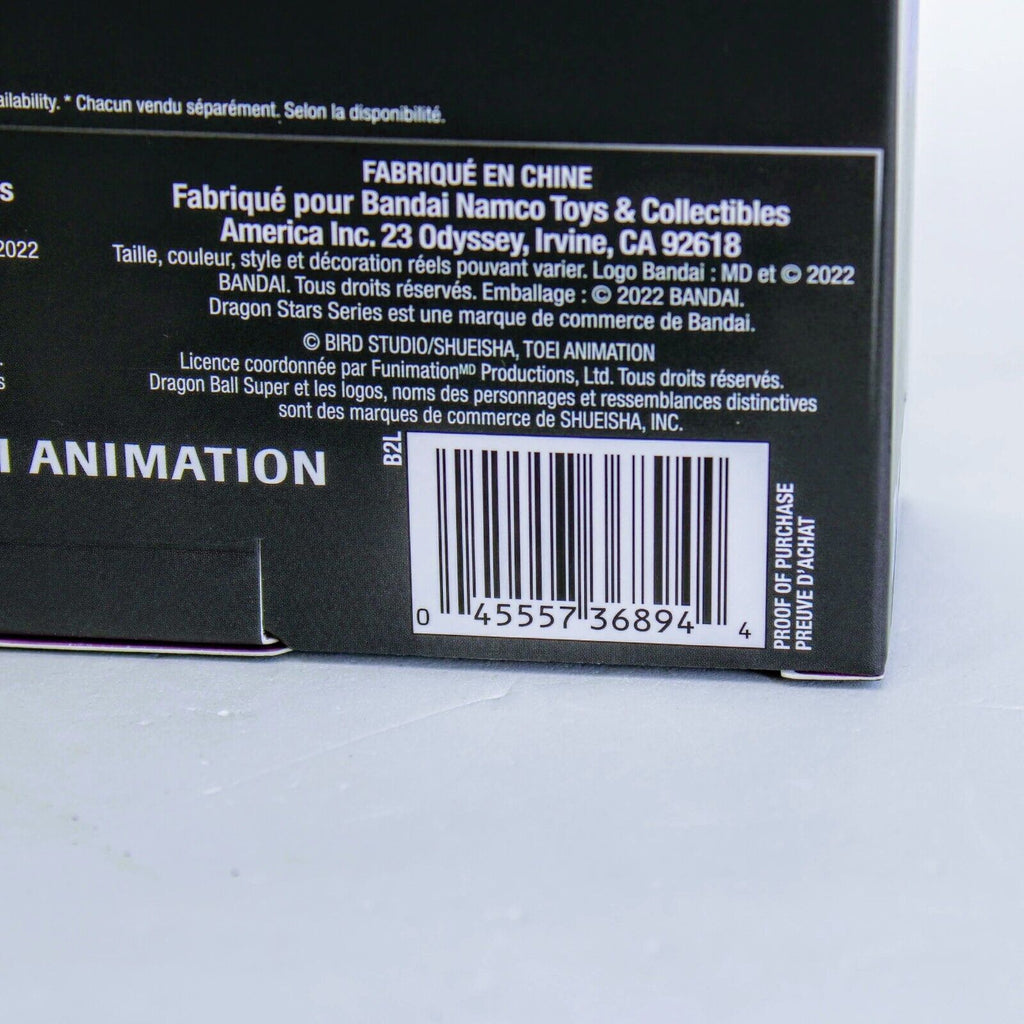 ailability. * Chacun vendu séparément. Selon la disponibilité.
FABRIQUÉ EN CHINE
s
Fabriqué pour Bandai Namco Toys & Collectibles
America Inc. 23 Odyssey, Irvine, CA 92618
2022
Taille, couleur, style et décoration réels pouvant varier. Logo Bandai : MD et © 2022
BANDAI. Tous droits réservés. Emballage : © 2022 BANDAI.
Dragon Stars Series est une marque de commerce de Bandai.
© BIRD STUDIO/SHUEISHA, TOEI ANIMATION
Licence coordonnée par Funimationᴹᴰ Productions, Ltd. Tous droits réservés.
s
Dragon Ball Super et les logos, noms des personnages et ressemblances distinctives
sont des marques de commerce de SHUEISHA, INC.
I ANIMATION
B2L
0 45557 36894 4
PROOF OF PURCHASE
PREUVE D'ACHAT